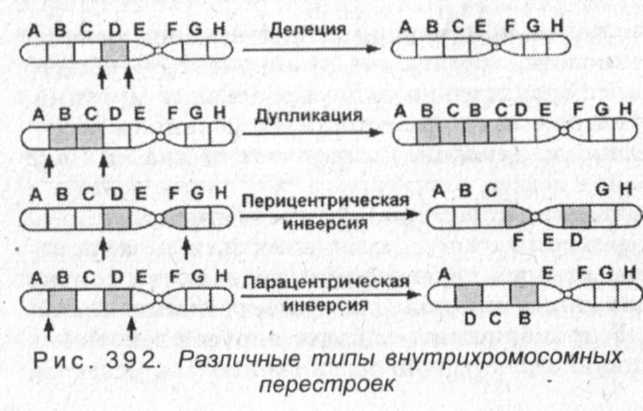 A B C D E F G H Делеция A B C E F G H
A B C D E F G H Дупликация A B C B C D E F G H
A B C D E F G H Перицентрическая инверсия A B C G H
F E D
A B C D E F G H Парацентрическая инверсия A E F G H
D C B
Рис. 392. Различные типы внутрихромосомных
перестроек